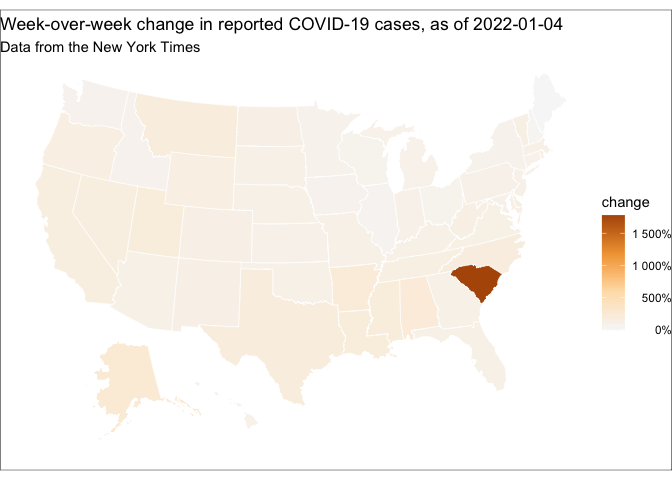 Week-over-week change in reported COVID-19 cases, as of 2022-01-04
Data from the New York Times
change
1 500%
1 000%
500%
0%